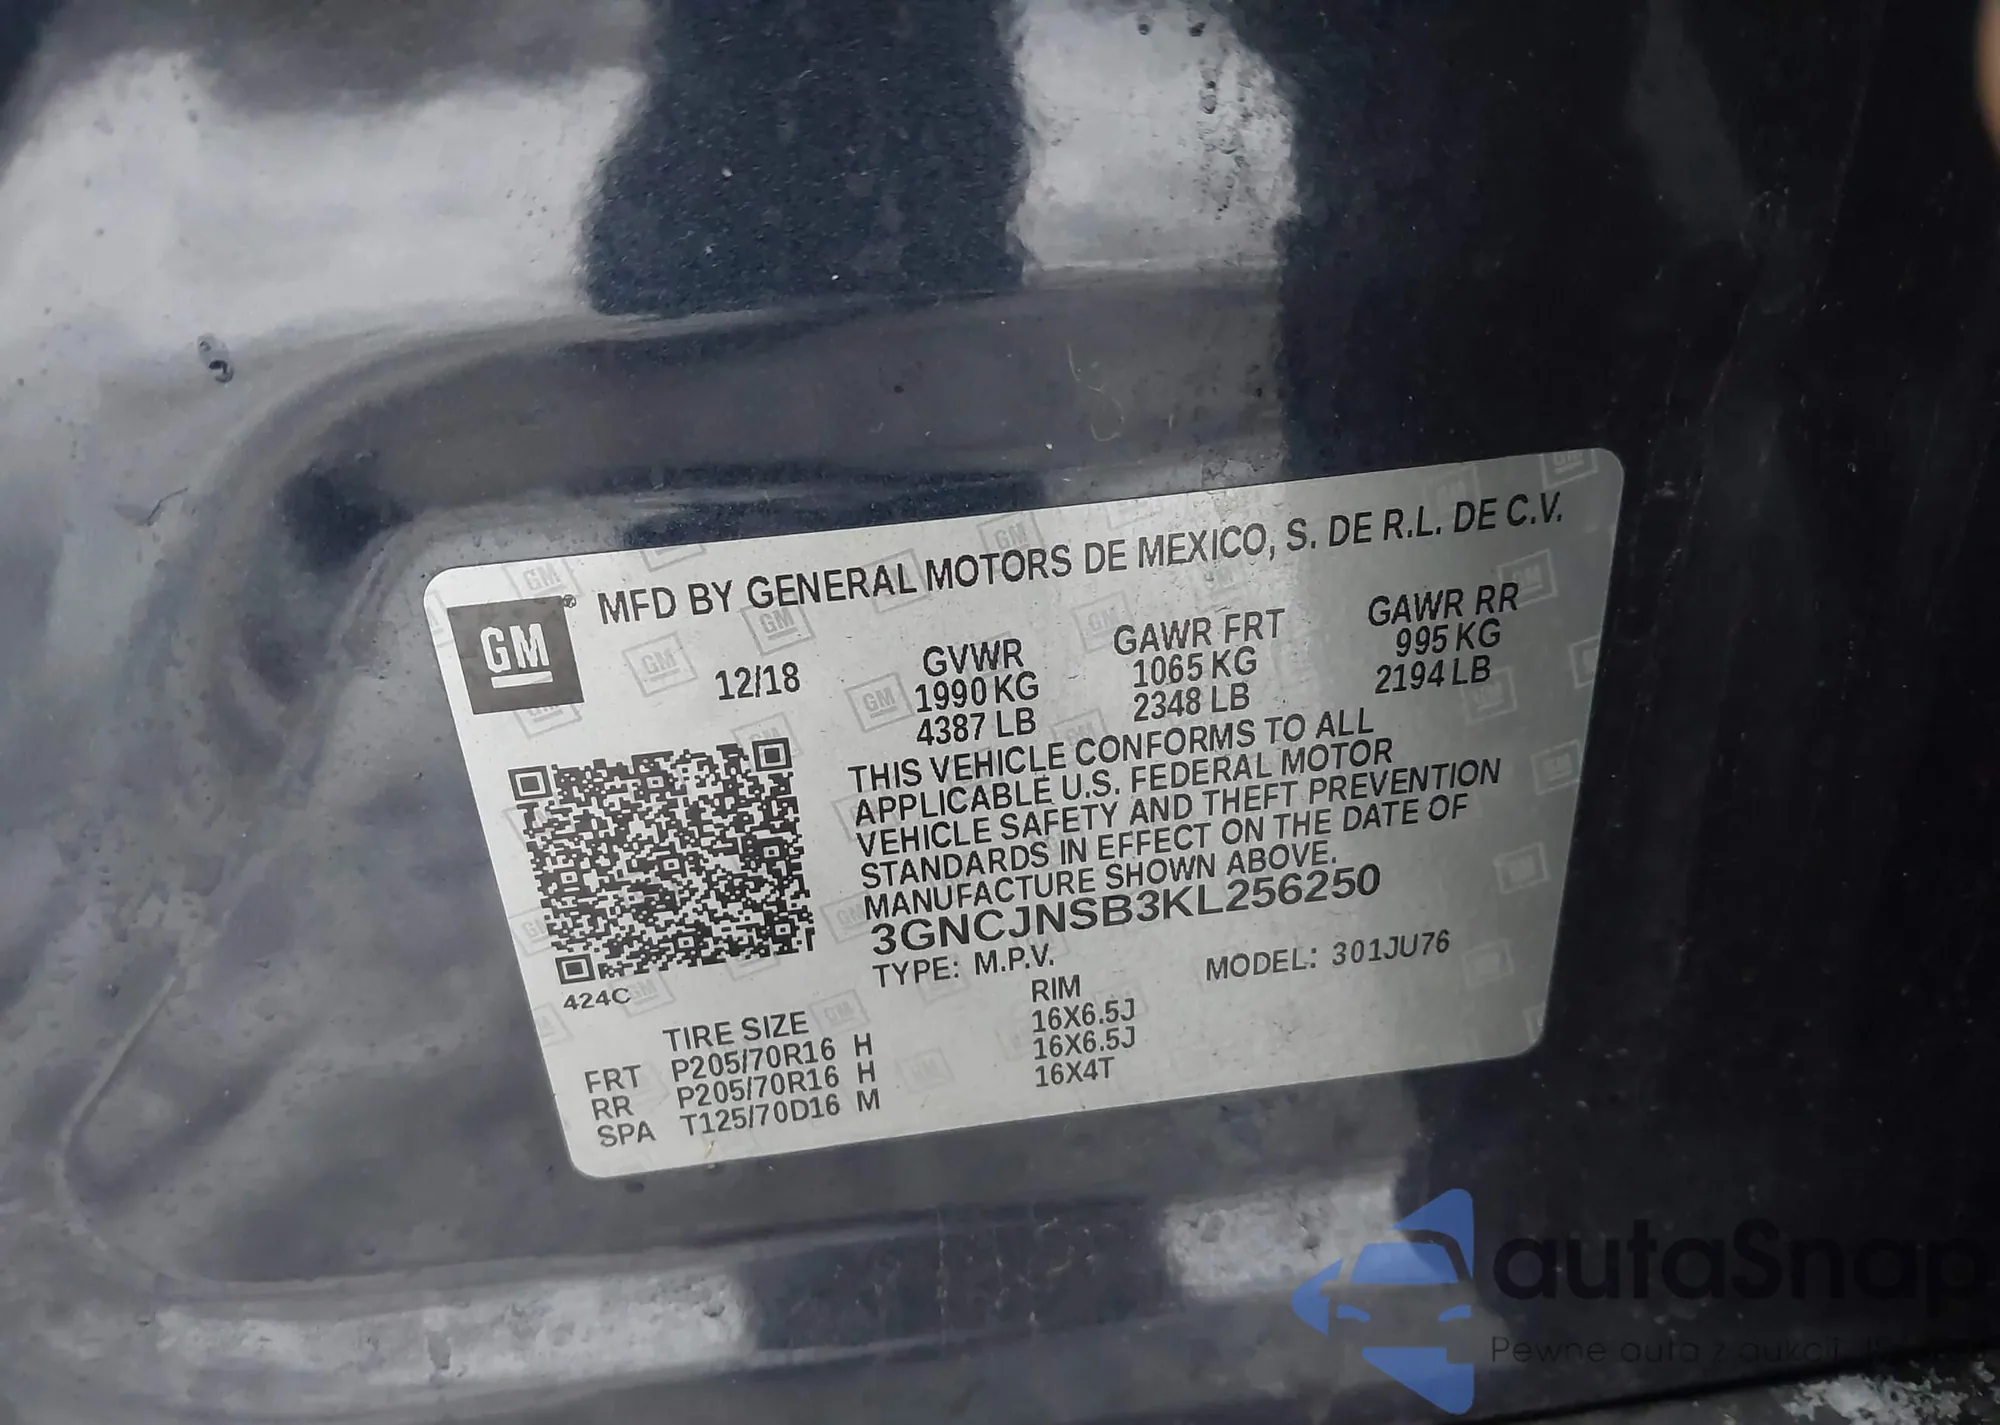 MFD BY GENERAL MOTORS DE MEXICO, S. DE R.L. DE C.V.
GM
12/18
GVWR
1990 KG
4387 LB
GAWR FRT
1065 KG
2348 LB
GAWR RR
995 KG
2194 LB
THIS VEHICLE CONFORMS TO ALL
APPLICABLE U.S. FEDERAL MOTOR
VEHICLE SAFETY AND THEFT PREVENTION
STANDARDS IN EFFECT ON THE DATE OF
MANUFACTURE SHOWN ABOVE.
3GNCJNSB3KL256250
TYPE: M.P.V. MODEL: 301JU76
424C
TIRE SIZE RIM
FRT P205/70R16 H 16X6.5J
RR P205/70R16 H 16X6.5J
SPA T125/70D16 M 16X4T
autaSnap
Pewne auta z aukcji